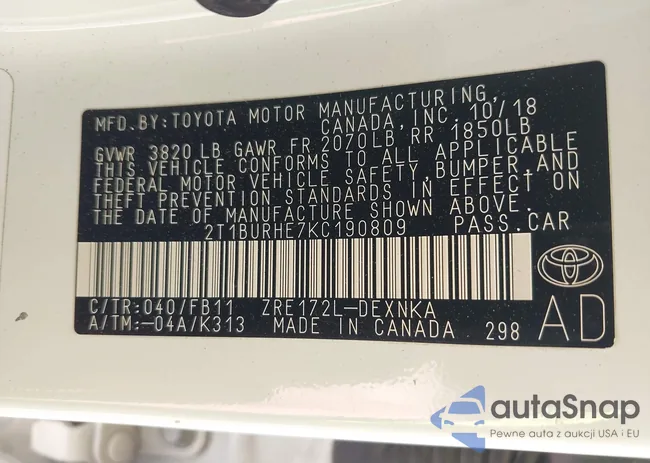 MFD.BY:TOYOTA MOTOR MANUFACTURING,
CANADA, INC. 10/18
GVWR 3820 LB GAWR FR 2070LB RR 1850LB
THIS VEHICLE CONFORMS TO ALL APPLICABLE
FEDERAL MOTOR VEHICLE SAFETY, BUMPER, AND
THEFT PREVENTION STANDARDS IN EFFECT ON
THE DATE OF MANUFACTURE SHOWN ABOVE.
2T1BURHE7KC190809 PASS.CAR
C/TR:040/FB11 ZRE172L-DEXNKA
A/TM:-04A/K313 MADE IN CANADA 298
AD
autaSnap
Pewne auta z aukcji USA i EU